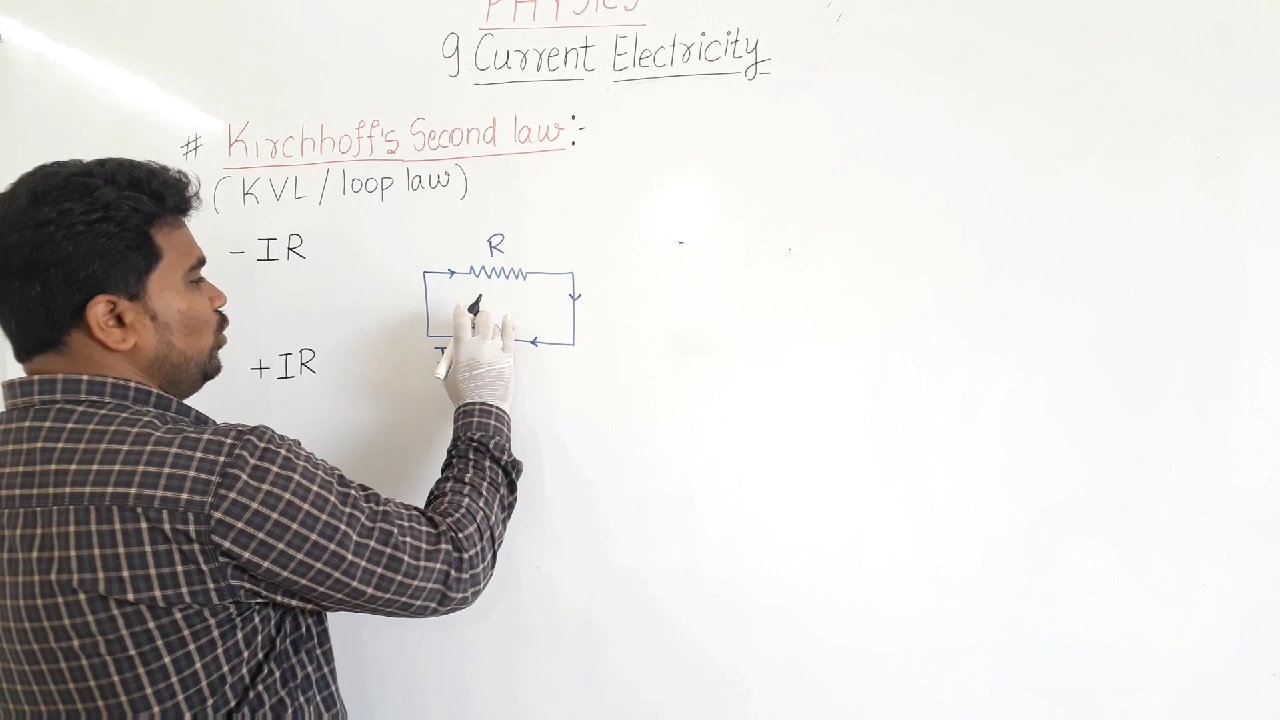 PHYSICS
9 Current Electricity
# Kirchhoff's Second law :-
(KVL / loop law)
- IR
R
+ IR